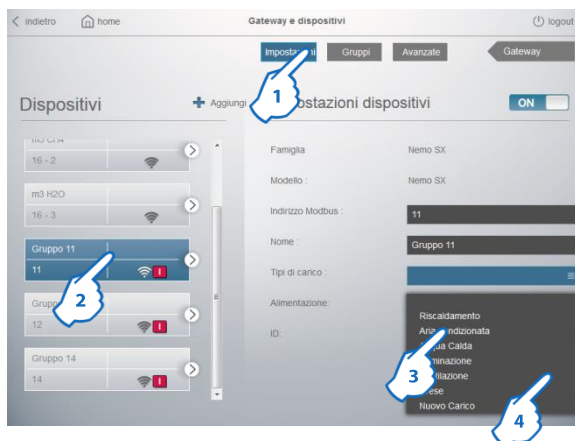 indietro
home
Gateway e dispositivi
logout
Gruppi
Avanzate
Gateway
1
Dispositivi
Aggiungi
dispositivi
ON
16 - 2
m3 H2O
16 - 3
Gruppo 11
11
I
2
12
I
Gruppo 14
14
I
Famiglia
Nemo SX
Modello :
Nemo SX
Indirizzo Modbus :
11
Nome :
Gruppo 11
Tipi di carico :
Alimentazione:
ID:
Riscaldamento
Calda
Nuovo Carico
3
4